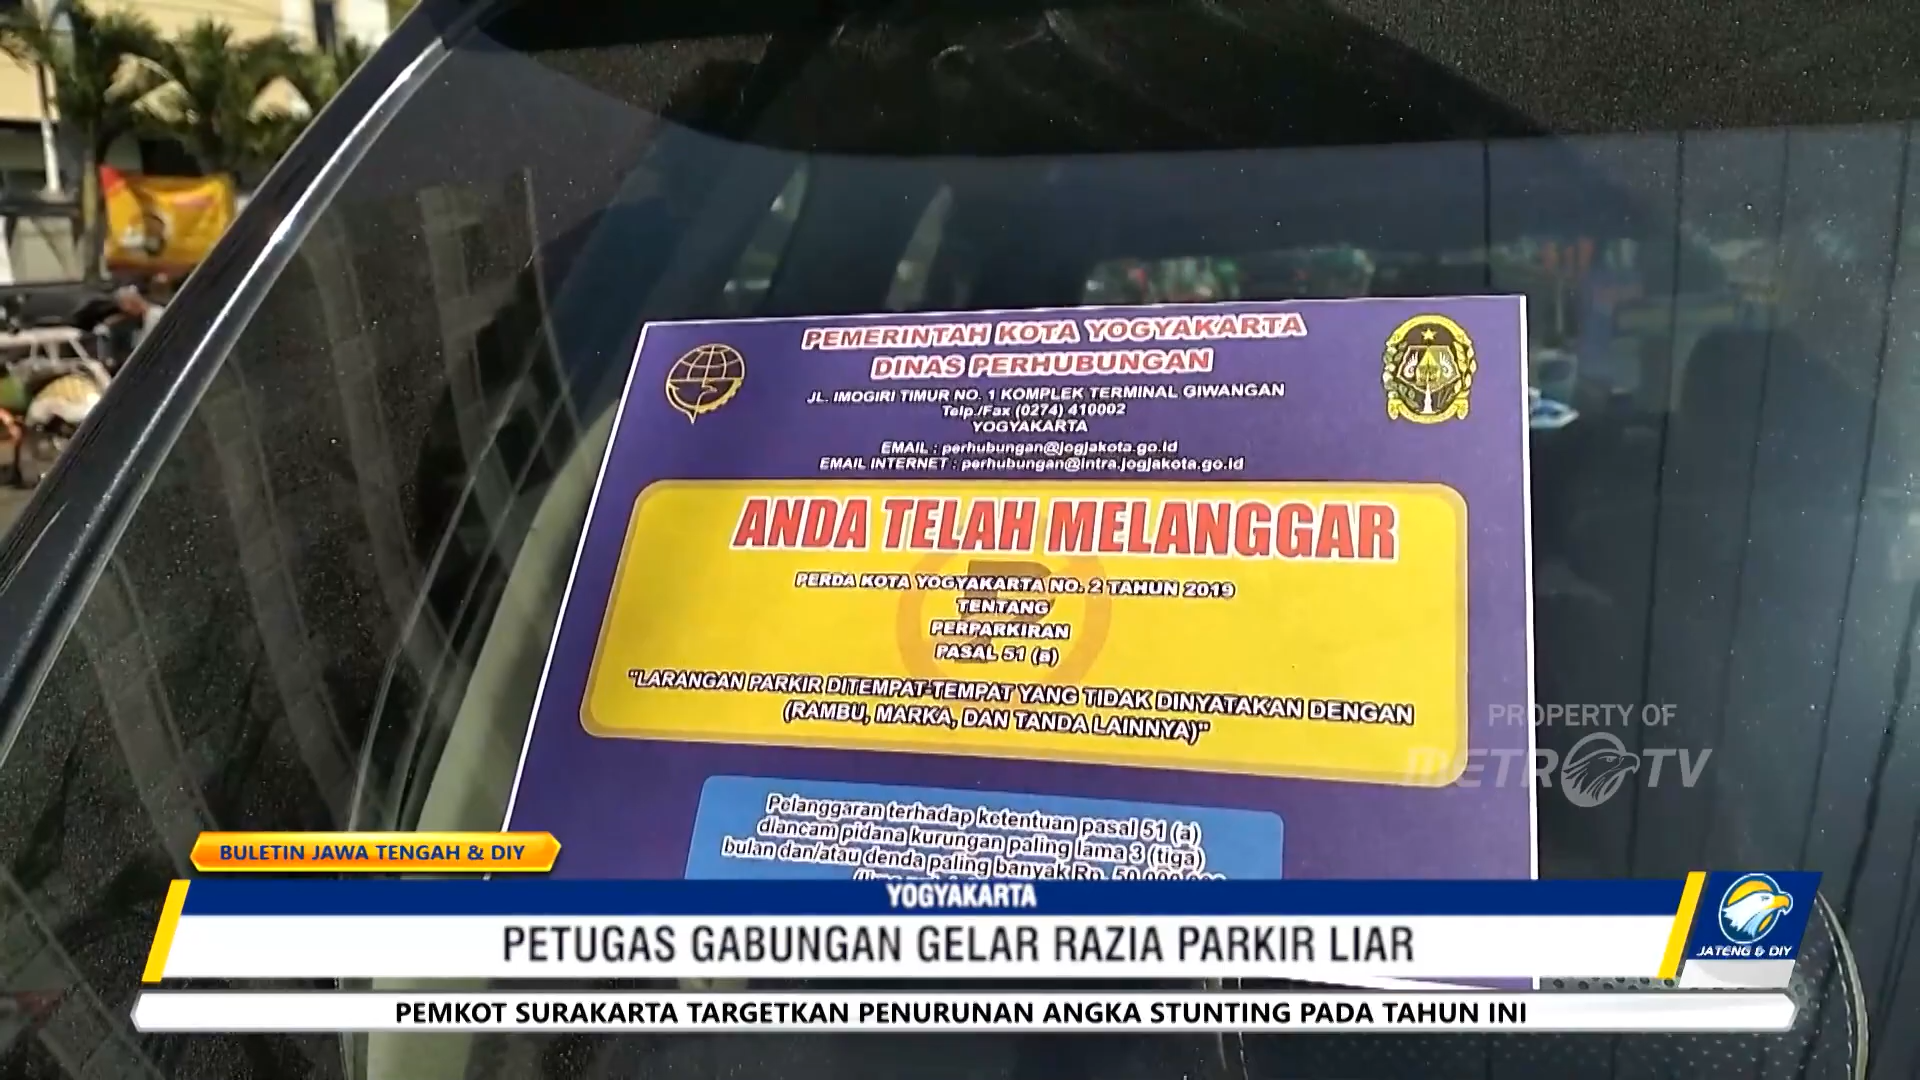 PEMERINTAH KOTA YOGYAKARTA
DINAS PERHUBUNGAN
JL. IMOGIRI TIMUR NO. 1 KOMPLEK TERMINAL GIWANGAN
Telp./Fax (0274) 410002
YOGYAKARTA
EMAIL : perhubungan@jogjakota.go.id
EMAIL INTERNET : perhubungan@intra.jogjakota.go.id
ANDA TELAH MELANGGAR
PERDA KOTA YOGYAKARTA NO. 2 TAHUN 2019
TENTANG
PERPARKIRAN
PASAL 51 (a)
"LARANGAN PARKIR DITEMPAT-TEMPAT YANG TIDAK DINYATAKAN DENGAN
(RAMBU, MARKA, DAN TANDA LAINNYA)"
PROPERTY OF
METRO TV
Pelanggaran terhadap ketentuan pasal 51 (a)
diancam pidana kurungan paling lama 3 (tiga)
bulan dan/atau denda paling banyak Rp.
BULETIN JAWA TENGAH & DIY
YOGYAKARTA
PETUGAS GABUNGAN GELAR RAZIA PARKIR LIAR
JATENG & DIY
PEMKOT SURAKARTA TARGETKAN PENURUNAN ANGKA STUNTING PADA TAHUN INI